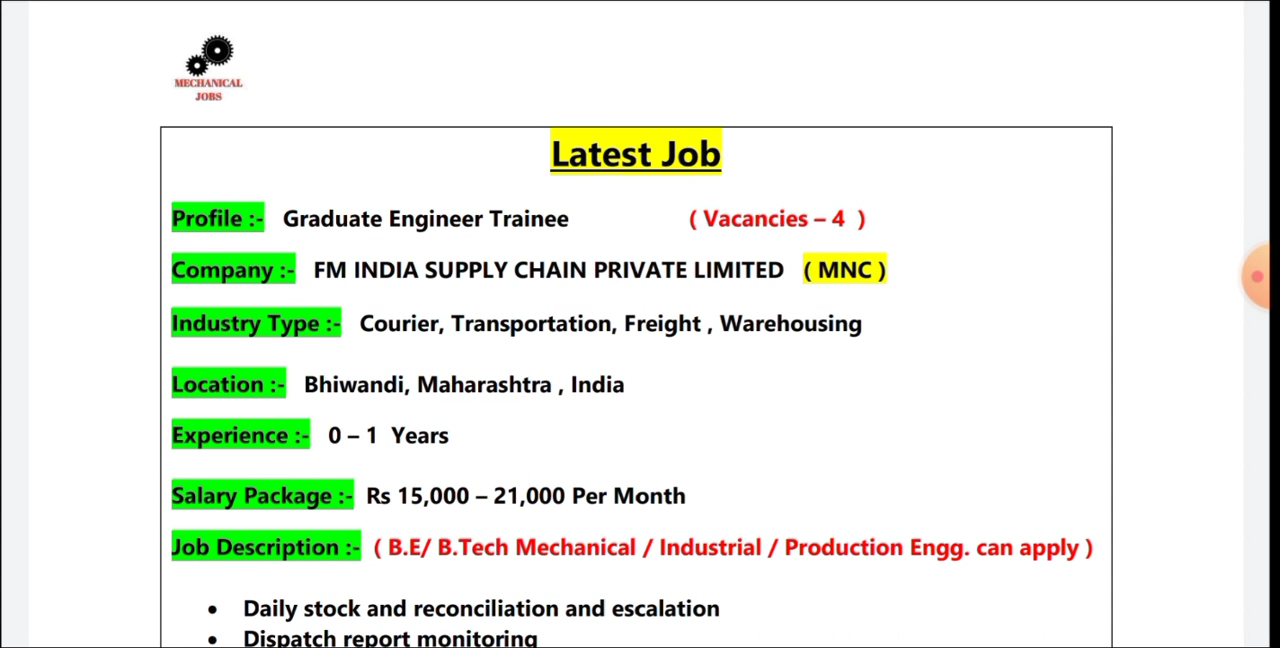 MECHANICAL
JOBS
Latest Job
Profile :- Graduate Engineer Trainee ( Vacancies – 4 )
Company :- FM INDIA SUPPLY CHAIN PRIVATE LIMITED ( MNC )
Industry Type :- Courier, Transportation, Freight , Warehousing
Location :- Bhiwandi, Maharashtra , India
Experience :- 0 – 1 Years
Salary Package :- Rs 15,000 – 21,000 Per Month
Job Description :- ( B.E/ B.Tech Mechanical / Industrial / Production Engg. can apply )
• Daily stock and reconciliation and escalation
• Dispatch report monitoring